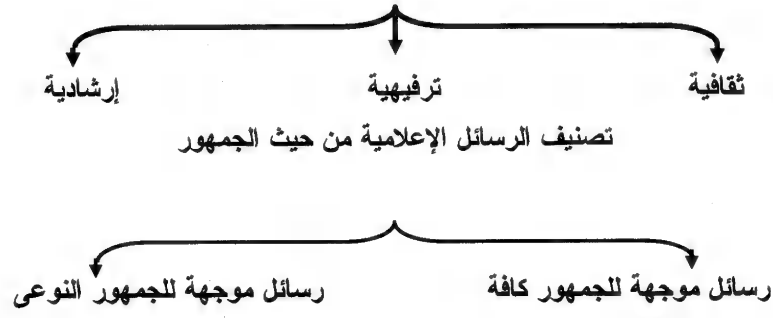 ثقافية ترفيهية إرشادية
تصنيف الرسائل الإعلامية من حيث الجمهور
رسائل موجهة للجمهور كافة رسائل موجهة للجمهور النوعى